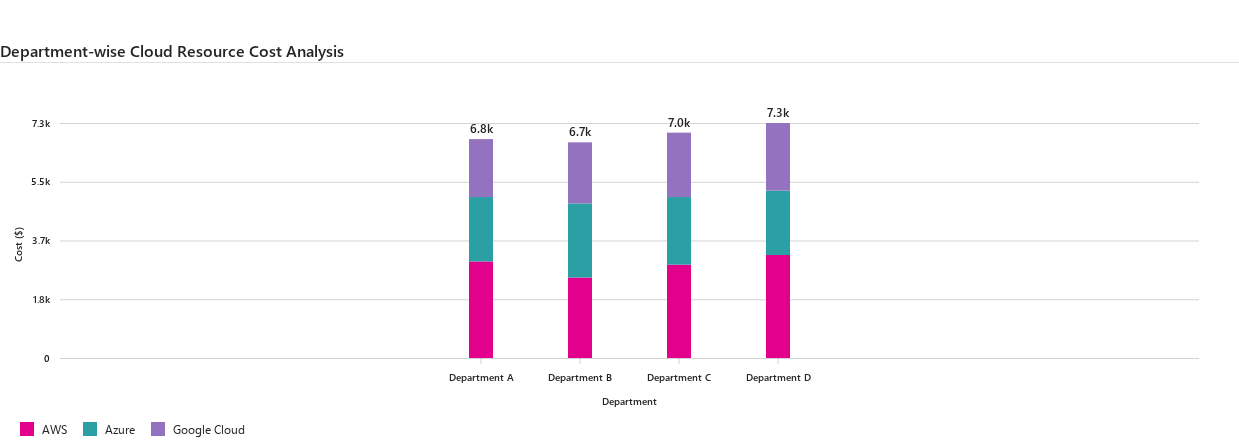 Department-wise Cloud Resource Cost Analysis
6.8k 6.7k 7.0k 7.3k
7.3k
5.5k
3.7k
1.8k
0
Cost ($)
Department A Department B Department C Department D
Department
AWS Azure Google Cloud